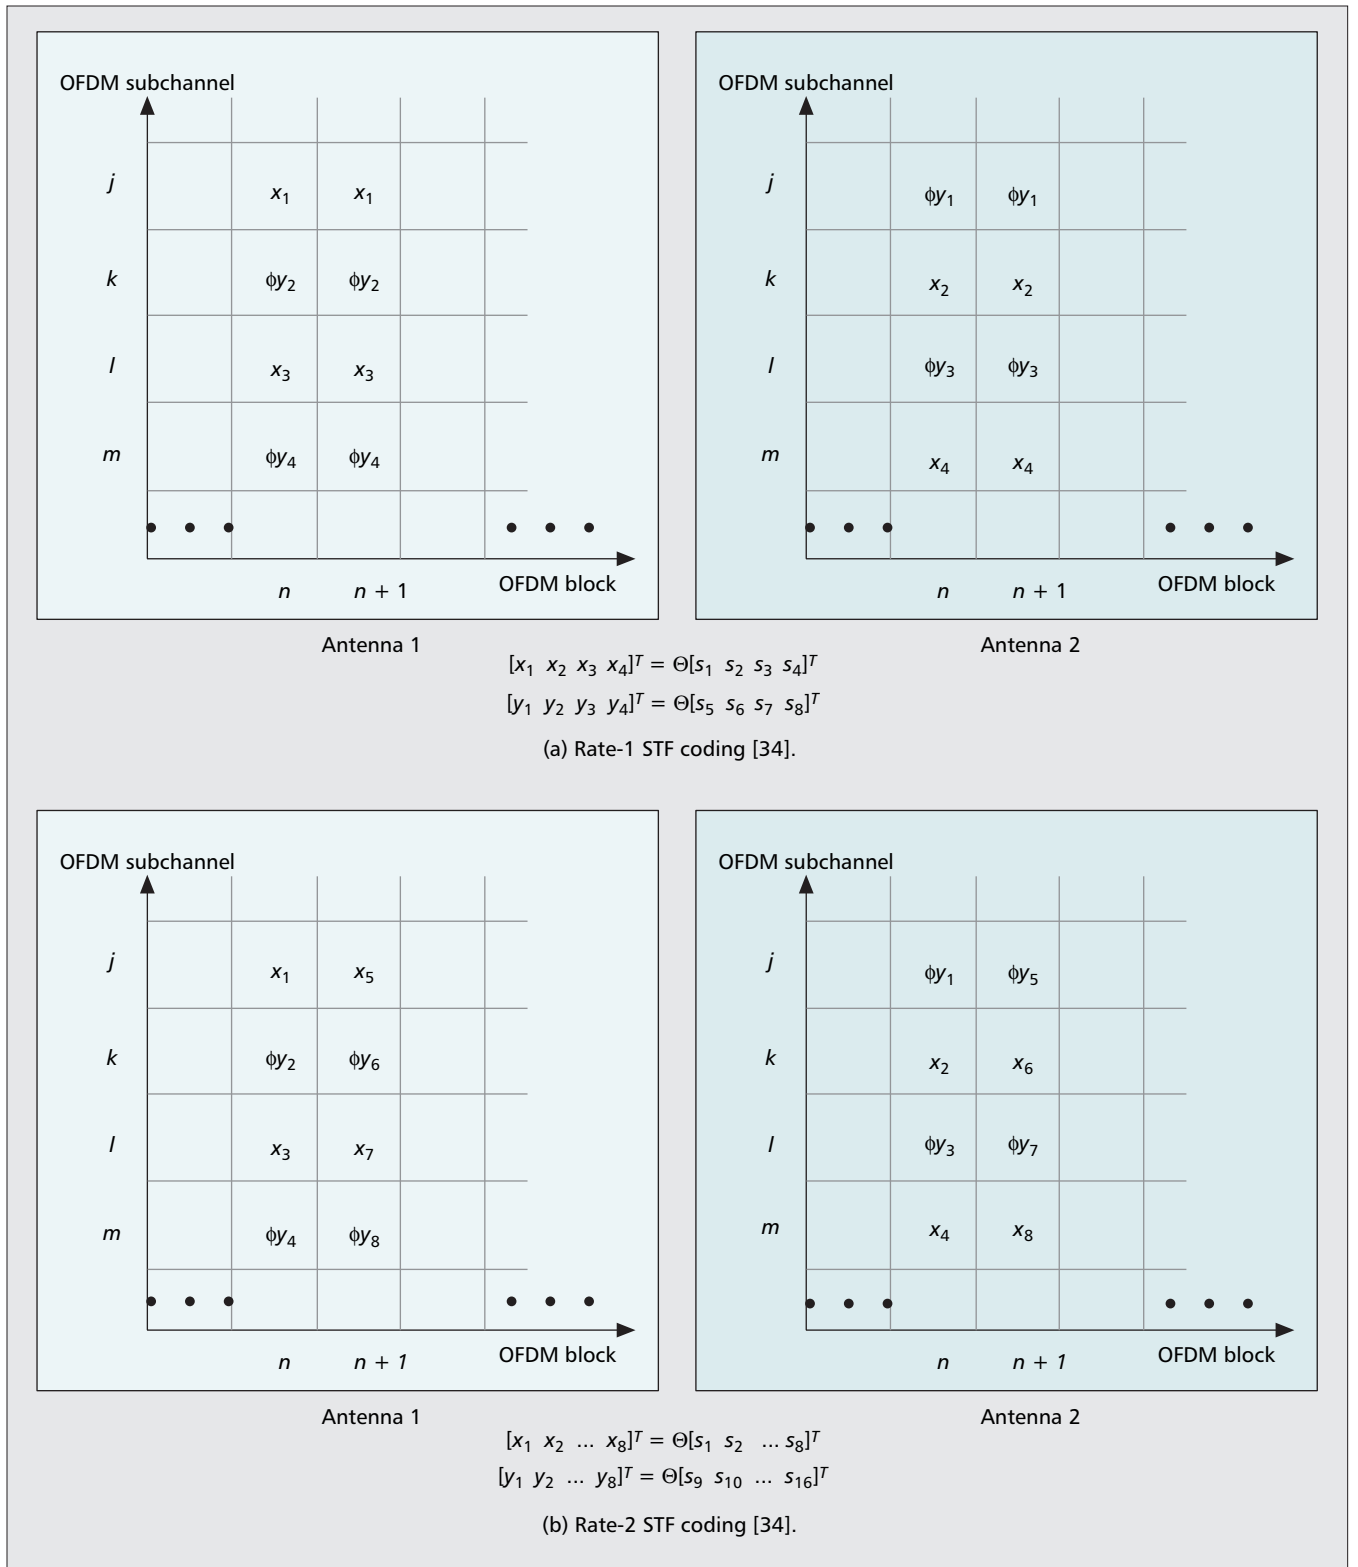 OFDM subchannel OFDM subchannel
j x1 x1 j ϕy1 ϕy1
k ϕy2 ϕy2 k x2 x2
l x3 x3 l ϕy3 ϕy3
m ϕy4 ϕy4 m x4 x4
n n + 1 OFDM block n n + 1 OFDM block
Antenna 1 Antenna 2
[x1 x2 x3 x4]T = Θ[s1 s2 s3 s4]T
[y1 y2 y3 y4]T = Θ[s5 s6 s7 s8]T
(a) Rate-1 STF coding [34].
OFDM subchannel OFDM subchannel
j x1 x5 j ϕy1 ϕy5
k ϕy2 ϕy6 k x2 x6
l x3 x7 l ϕy3 ϕy7
m ϕy4 ϕy8 m x4 x8
n n + 1 OFDM block n n + 1 OFDM block
Antenna 1 Antenna 2
[x1 x2 ... x8]T = Θ[s1 s2 ... s8]T
[y1 y2 ... y8]T = Θ[s9 s10 ... s16]T
(b) Rate-2 STF coding [34].